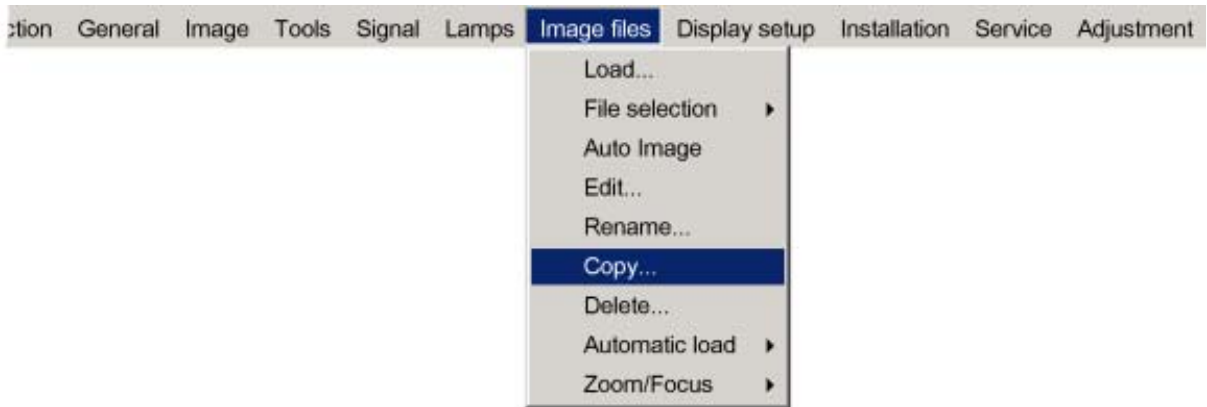 General Image Tools Signal Lamps Image files Display setup Installation Service Adjustment
Load...
File selection
Auto Image
Edit...
Rename...
Copy...
Delete...
Automatic load
Zoom/Focus